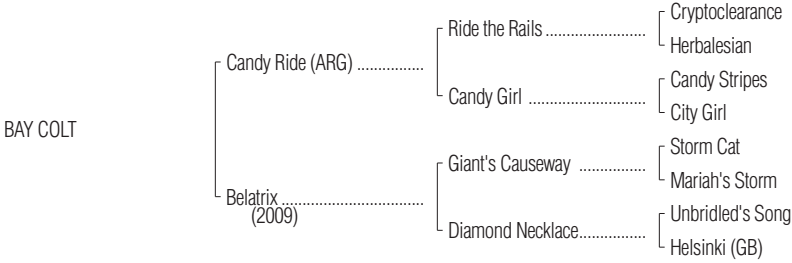 Cryptoclearance
Ride the Rails ........................
Herbalesian
Candy Ride (ARG) ................
Candy Stripes
Candy Girl ............................
City Girl
BAY COLT
Storm Cat
Giant's Causeway ................
Mariah's Storm
Belatrix ..................................
(2009)
Unbridled's Song
Diamond Necklace................
Helsinki (GB)